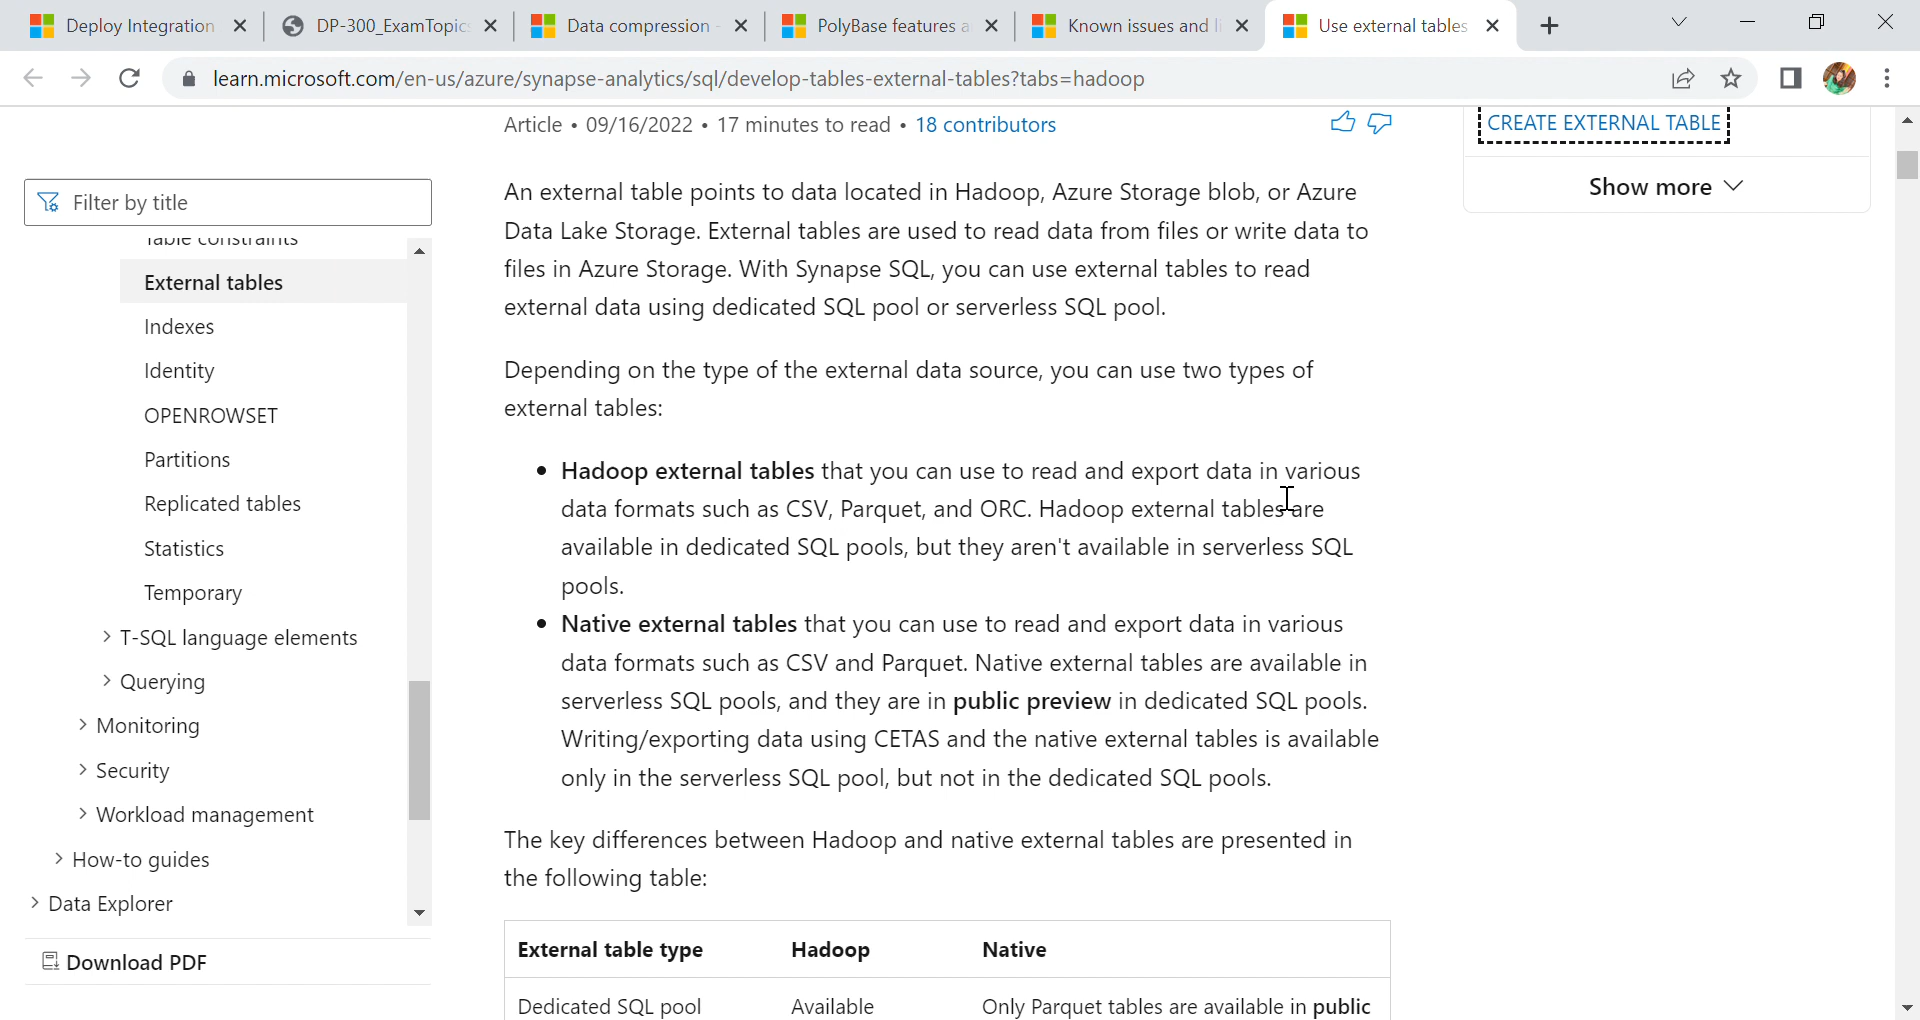 Deploy Integration
DP-300_ExamTopics
Data compression -
PolyBase features a
Known issues and li
Use external tables
learn.microsoft.com/en-us/azure/synapse-analytics/sql/develop-tables-external-tables?tabs=hadoop
Article • 09/16/2022 • 17 minutes to read • 18 contributors
CREATE EXTERNAL TABLE
Show more
Filter by title
Table constraints
External tables
Indexes
Identity
OPENROWSET
Partitions
Replicated tables
Statistics
Temporary
> T-SQL language elements
> Querying
> Monitoring
> Security
> Workload management
> How-to guides
> Data Explorer
Download PDF
An external table points to data located in Hadoop, Azure Storage blob, or Azure
Data Lake Storage. External tables are used to read data from files or write data to
files in Azure Storage. With Synapse SQL, you can use external tables to read
external data using dedicated SQL pool or serverless SQL pool.
Depending on the type of the external data source, you can use two types of
external tables:
• Hadoop external tables that you can use to read and export data in various
data formats such as CSV, Parquet, and ORC. Hadoop external tables are
available in dedicated SQL pools, but they aren't available in serverless SQL
pools.
• Native external tables that you can use to read and export data in various
data formats such as CSV and Parquet. Native external tables are available in
serverless SQL pools, and they are in public preview in dedicated SQL pools.
Writing/exporting data using CETAS and the native external tables is available
only in the serverless SQL pool, but not in the dedicated SQL pools.
The key differences between Hadoop and native external tables are presented in
the following table:
External table type Hadoop Native
Dedicated SQL pool Available Only Parquet tables are available in public